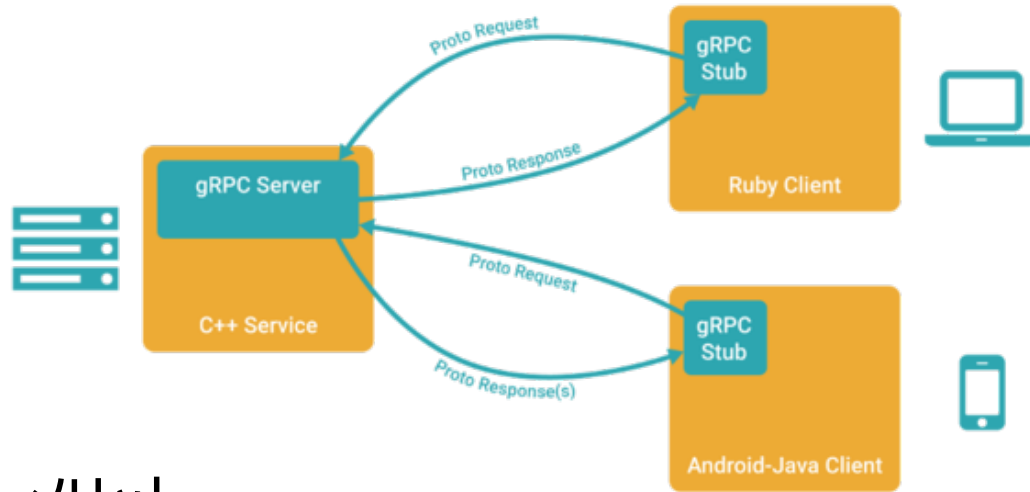 Proto Request
gRPC
Stub
Proto Response
Ruby Client
gRPC Server
C++ Service
Proto Request
gRPC
Stub
Proto Response(s)
Android-Java Client